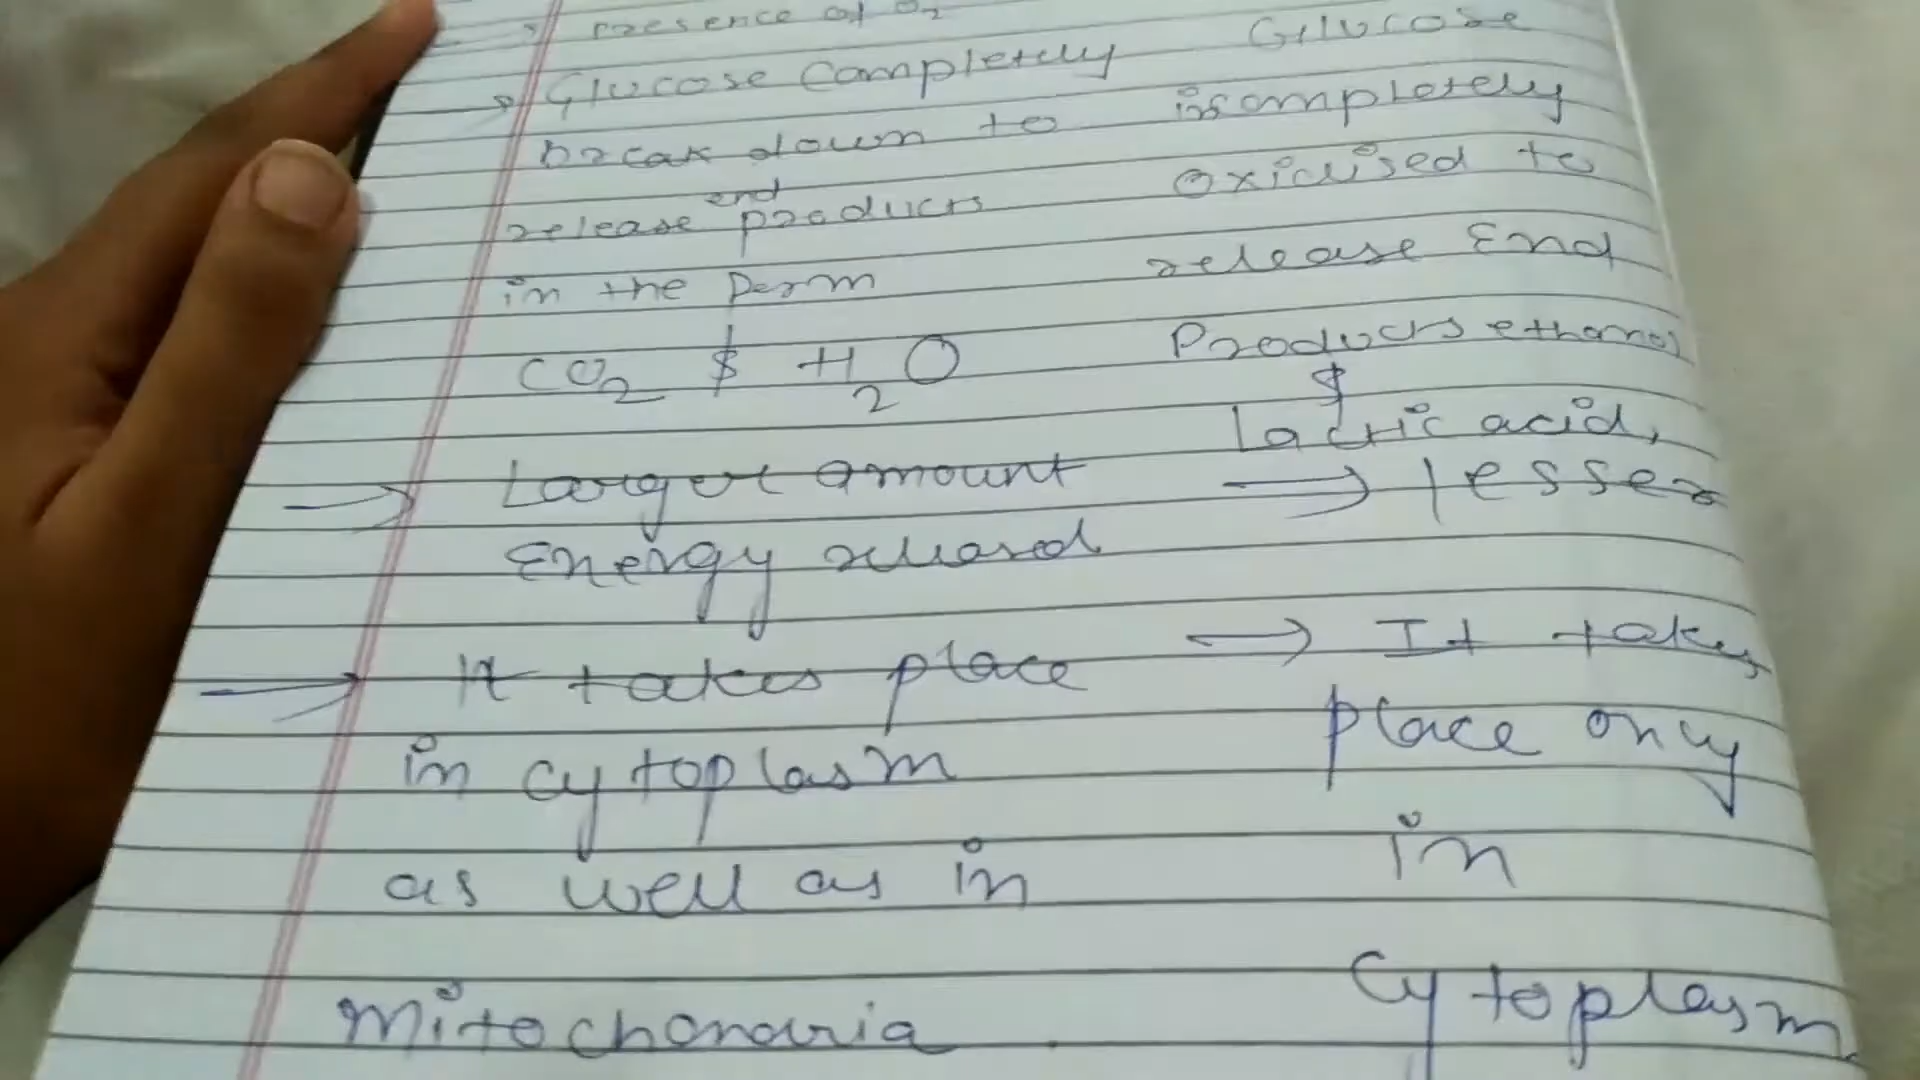 presence of O2
→ Glucose completely
break down to
release end products
in the Derm
CO2 $ H2O
→ Larger amount
Energy released
→ It takes place
in cytoplasm
as well as in
Mitochondria
Glucose
incompletely
oxidised to
release End
Products ethanol
$
Lactic acid,
→ lesser
→ It takes
place only
in
Cytoplasm